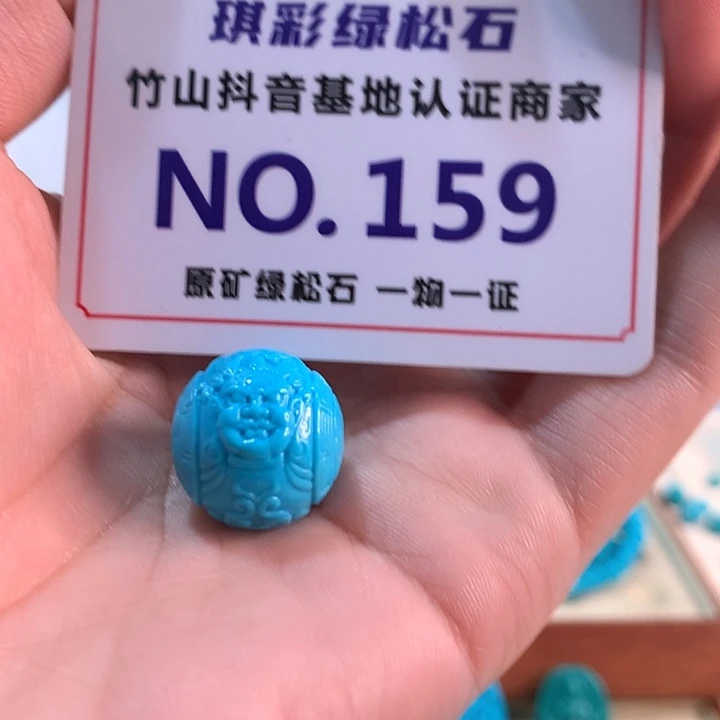 琪彩绿松石
竹山抖音基地认证商家
NO. 159
原矿绿松石 一物一证